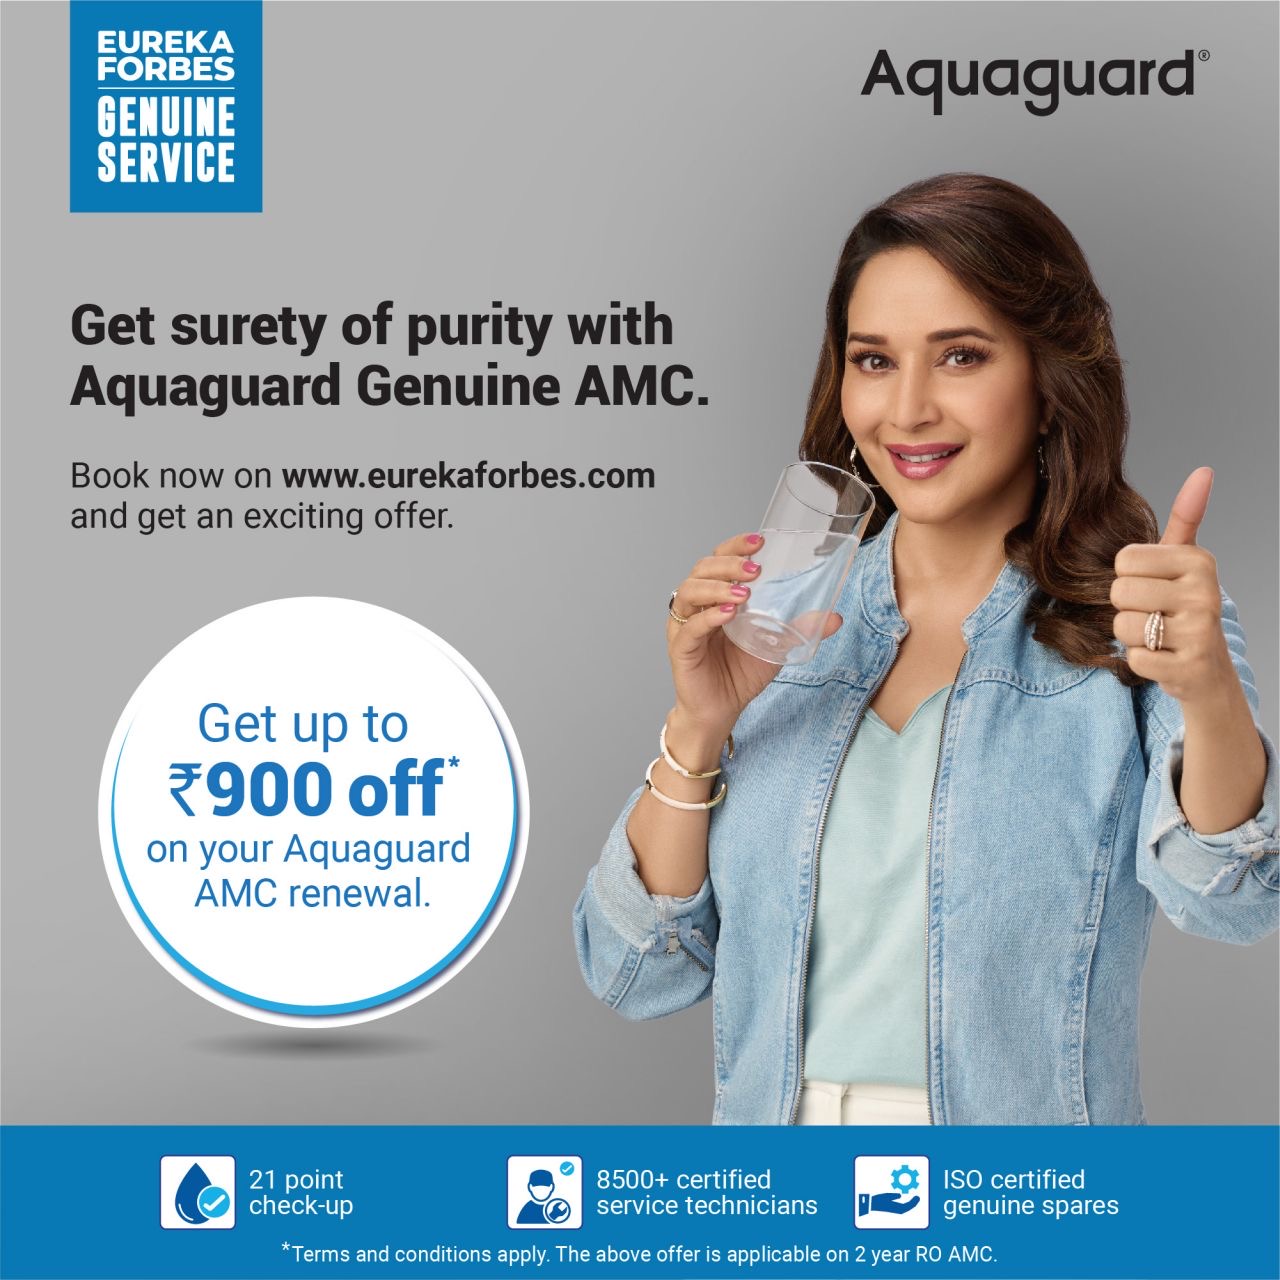 EUREKA
FORBES
GENUINE
SERVICE
Aquaguard®
Get surety of purity with
Aquaguard Genuine AMC.
Book now on www.eurekaforbes.com
and get an exciting offer.
Get up to
₹900 off*
on your Aquaguard
AMC renewal.
21 point
check-up
8500+ certified
service technicians
ISO certified
genuine spares
*Terms and conditions apply. The above offer is applicable on 2 year RO AMC.